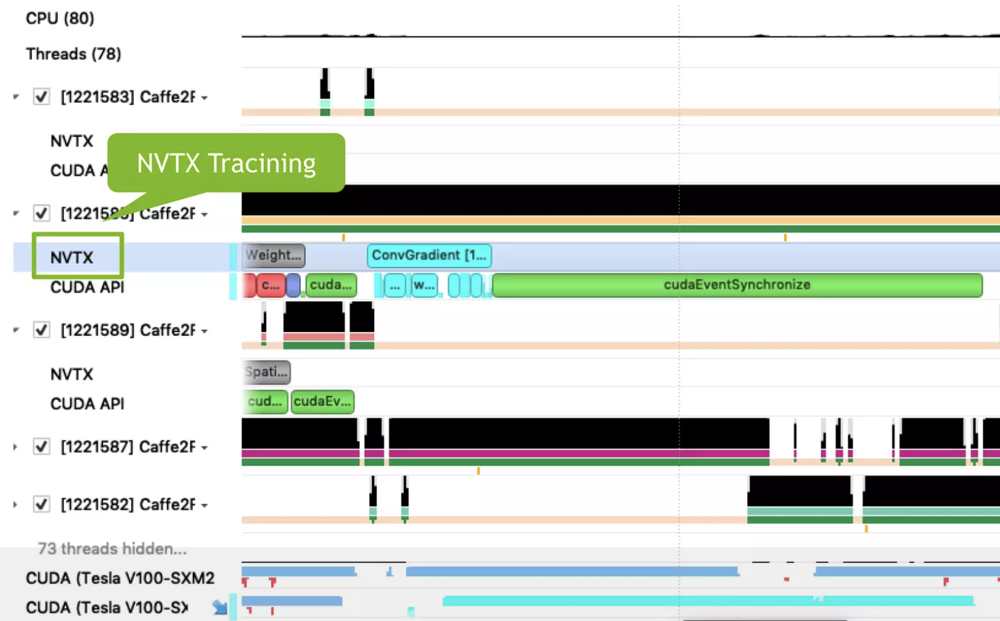 CPU (80)
Threads (78)
[1221583] Caffe2F
NVTX
CUDA A
NVTX Tracining
Caffe2F
NVTX
Weight...
ConvGradient [1...
CUDA API
c...
cuda...
...
w...
cudaEventSynchronize
[1221589] Caffe2F
NVTX
Spati...
CUDA API
cud...
cudaEv...
[1221587] Caffe2F
[1221582] Caffe2F
73 threads hidden...
CUDA (Tesla V100-SXM2
CUDA (Tesla V100-SX